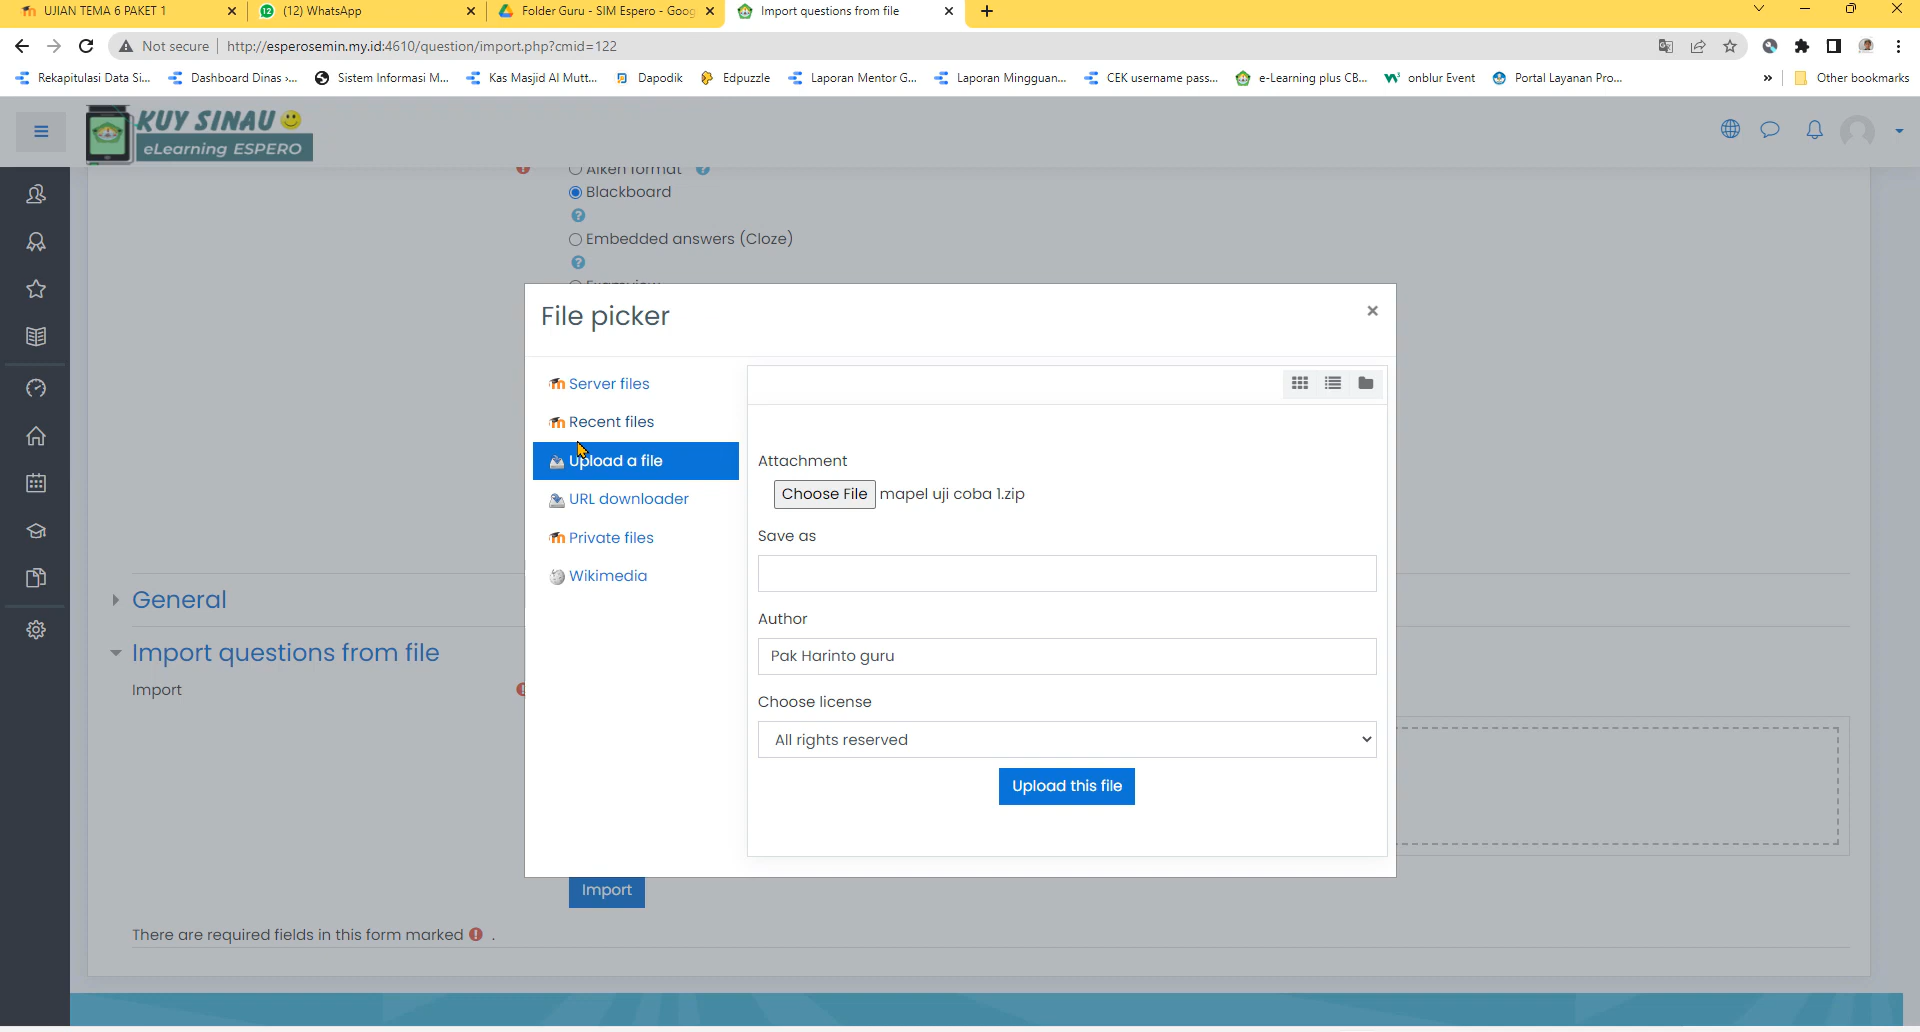 UJIAN TEMA 6 PAKET 1
(12) WhatsApp
Folder Guru - SIM Espero - Goog
Import questions from file
Not secure
http://esperosemin.my.id:4610/question/import.php?cmid=122
Rekapitulasi Data Si...
Dashboard Dinas ›...
Sistem Informasi M...
Kas Masjid Al Mutt...
Dapodik
Edpuzzle
Laporan Mentor G...
Laporan Mingguan...
CEK username pass...
e-Learning plus CB...
onblur Event
Portal Layanan Pro...
»
Other bookmarks
KUY SINAU
eLearning ESPERO
Aiken format
Blackboard
Embedded answers (Cloze)
File picker
Server files
Recent files
Upload a file
URL downloader
Private files
Wikimedia
Attachment
Choose File mapel uji coba 1.zip
Save as
Author
Pak Harinto guru
Choose license
All rights reserved
Upload this file
General
Import questions from file
Import
Import
There are required fields in this form marked .